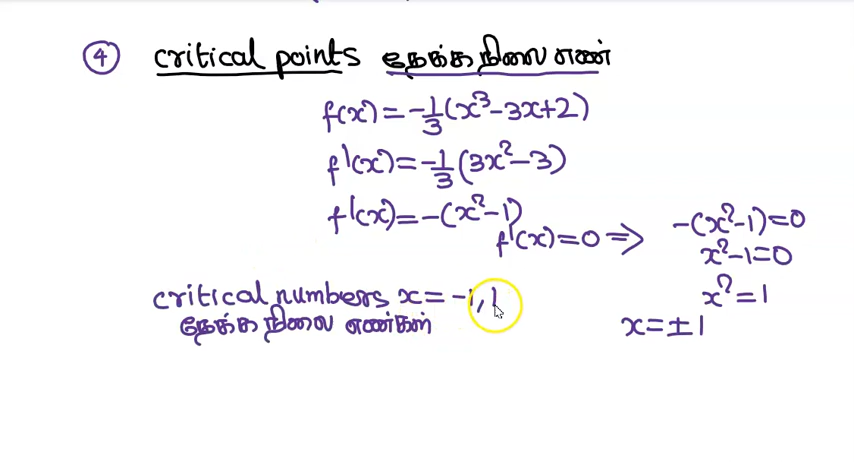 ④ critical points தேக்க நிலை எண்
f(x) = -1/3 (x³ - 3x + 2)
f'(x) = -1/3 (3x² - 3)
f'(x) = -(x² - 1)
f'(x) = 0 ⇒ -(x² - 1) = 0
x² - 1 = 0
x² = 1
x = ±1
critical numbers x = -1, 1
தேக்க நிலை எண்கள்